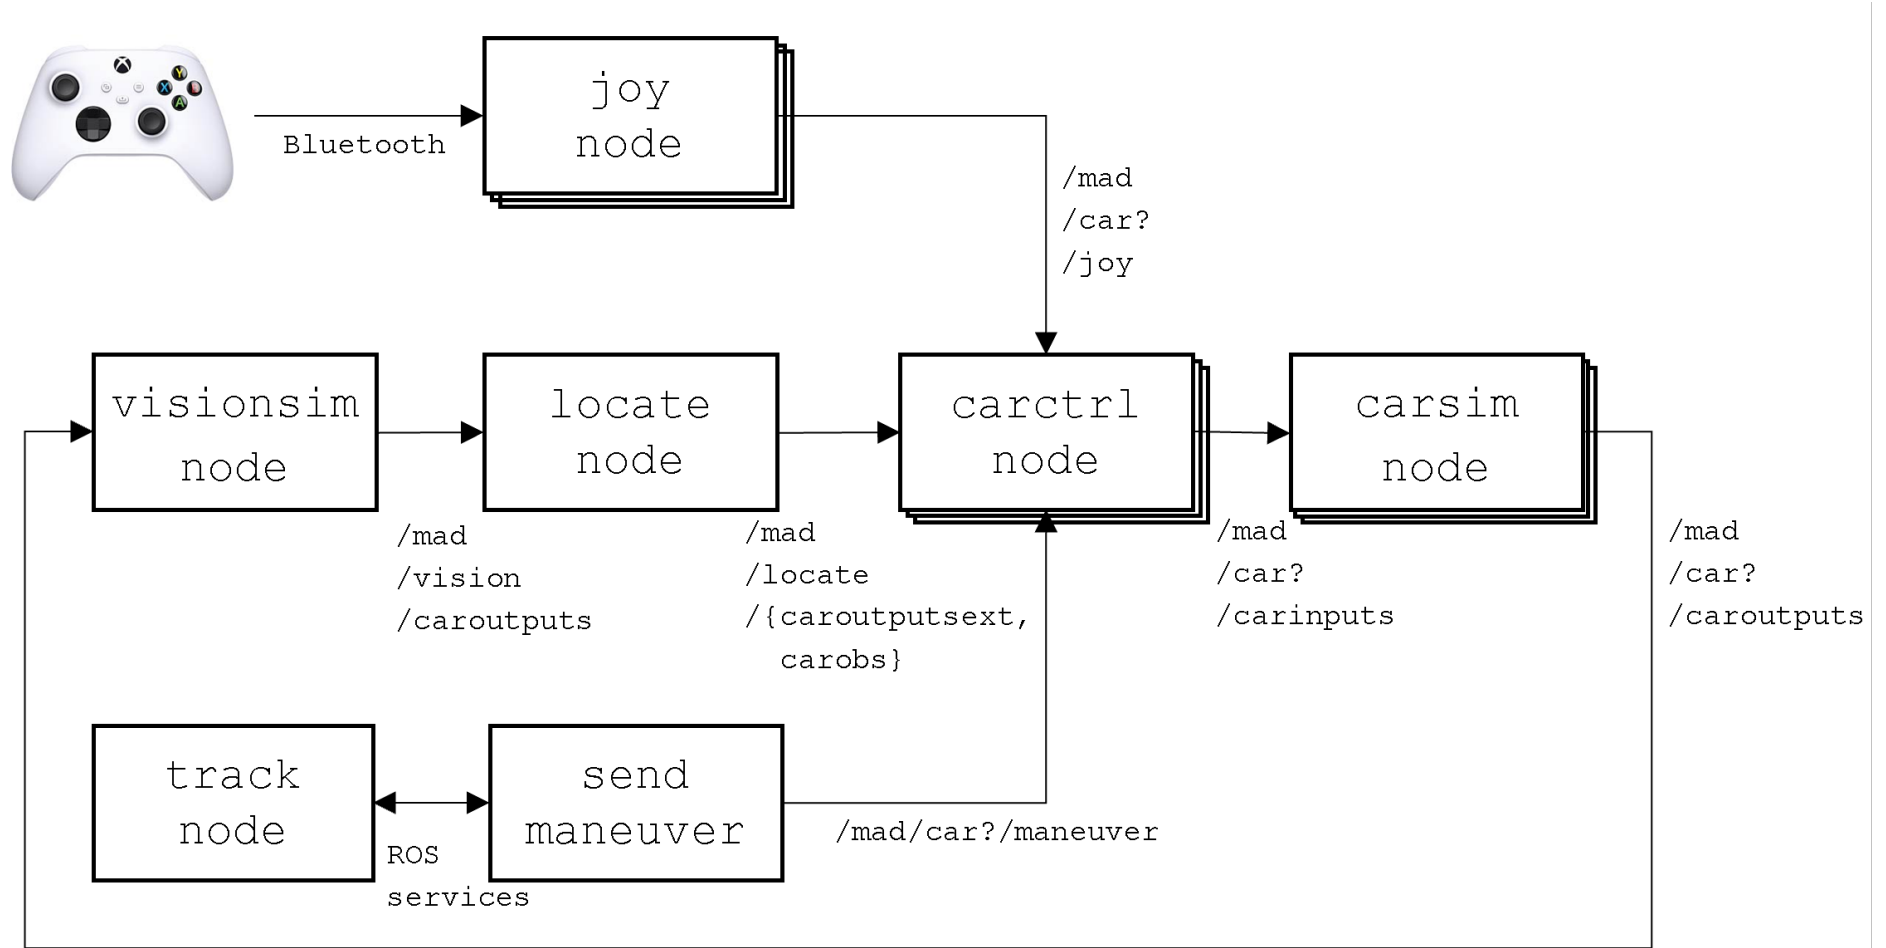 Y
X
B
A
joy
node
Bluetooth
/mad
/car?
/joy
visionsim
node
locate
node
carctrl
node
carsim
node
/mad
/vision
/caroutputs
/mad
/locate
/{caroutputsext,
carobs}
/mad
/car?
/carinputs
/mad
/car?
/caroutputs
track
node
send
maneuver
ROS
services
/mad/car?/maneuver